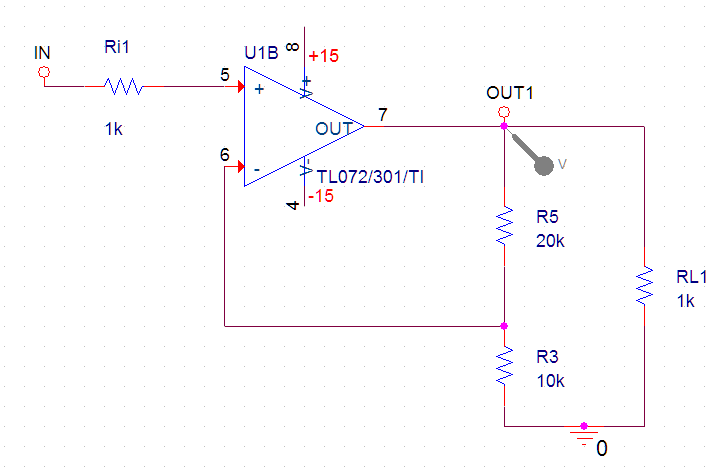 IN
Ri1
1k
U1B
8
+15
5
+
V+
OUT
7
6
-
V-
TL072/301/TI
4
-15
OUT1
V
R5
20k
RL1
1k
R3
10k
0